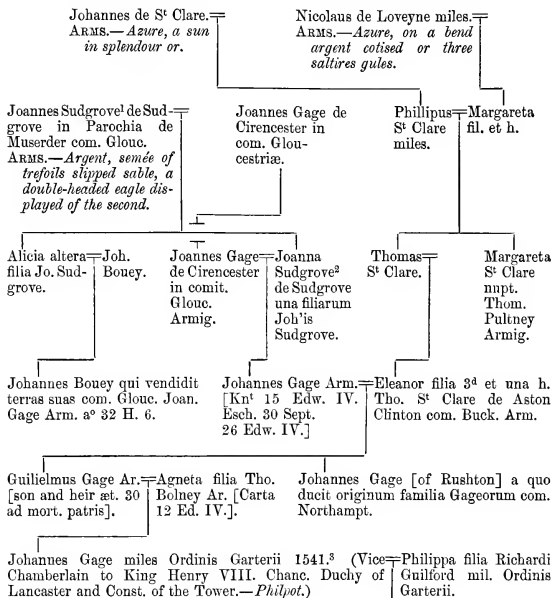 Johannes de Sᵗ Clare.
ARMS.—Azure, a sun
in splendour or.
Nicolaus de Loveyne miles.
ARMS.—Azure, on a bend
argent cotised or three
saltires gules.
Joannes Sudgrove¹ de Sud-
grove in Parochia de
Muserder com. Glouc.
ARMS.—Argent, semée of
trefoils slipped sable, a
double-headed eagle dis-
played of the second.
Joannes Gage de
Cirencester in
com. Glou-
cestriæ.
Phillipus
Sᵗ Clare
miles.
Margareta
fil. et h.
Alicia altera
filia Jo. Sud-
grove.
Joh.
Bouey.
Joannes Gage
de Cirencester
in comit.
Glouc.
Armig.
Joanna
Sudgrove²
de Sudgrove
una filiarum
Joh'is
Sudgrove.
Thomas
Sᵗ Clare.
Margareta
Sᵗ Clare
nupt.
Thom.
Pultney
Armig.
Johannes Bouey qui vendidit
terras suas com. Glouc. Joan.
Gage Arm. aº 32 H. 6.
Johannes Gage Arm.
[Knᵗ 15 Edw. IV.
Esch. 30 Sept.
26 Edw. IV.]
Eleanor filia 3ᵈ et una h.
Tho. Sᵗ Clare de Aston
Clinton com. Buck. Arm.
Guilielmus Gage Ar.
[son and heir æt. 30
ad mort. patris].
Agneta filia Tho.
Bolney Ar. [Carta
12 Ed. IV.].
Johannes Gage [of Rushton] a quo
ducit originum familia Gageorum com.
Northampt.
Johannes Gage miles Ordinis Garterii 1541.³ (Vice
Chamberlain to King Henry VIII. Chanc. Duchy of
Lancaster and Const. of the Tower.—Philpot.)
Philippa filia Richardi
Guilford mil. Ordinis
Garterii.